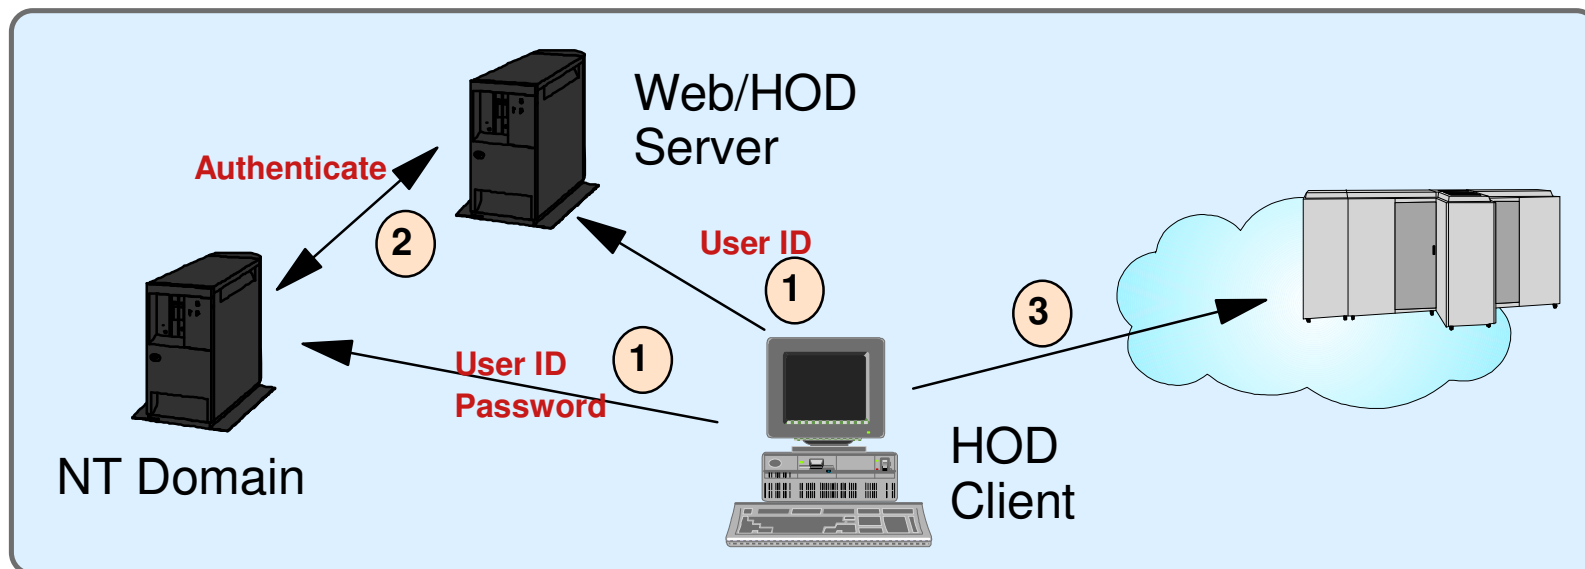 Web/HOD
Server
Authenticate
2
User ID
1
3
User ID
Password
1
NT Domain
HOD
Client